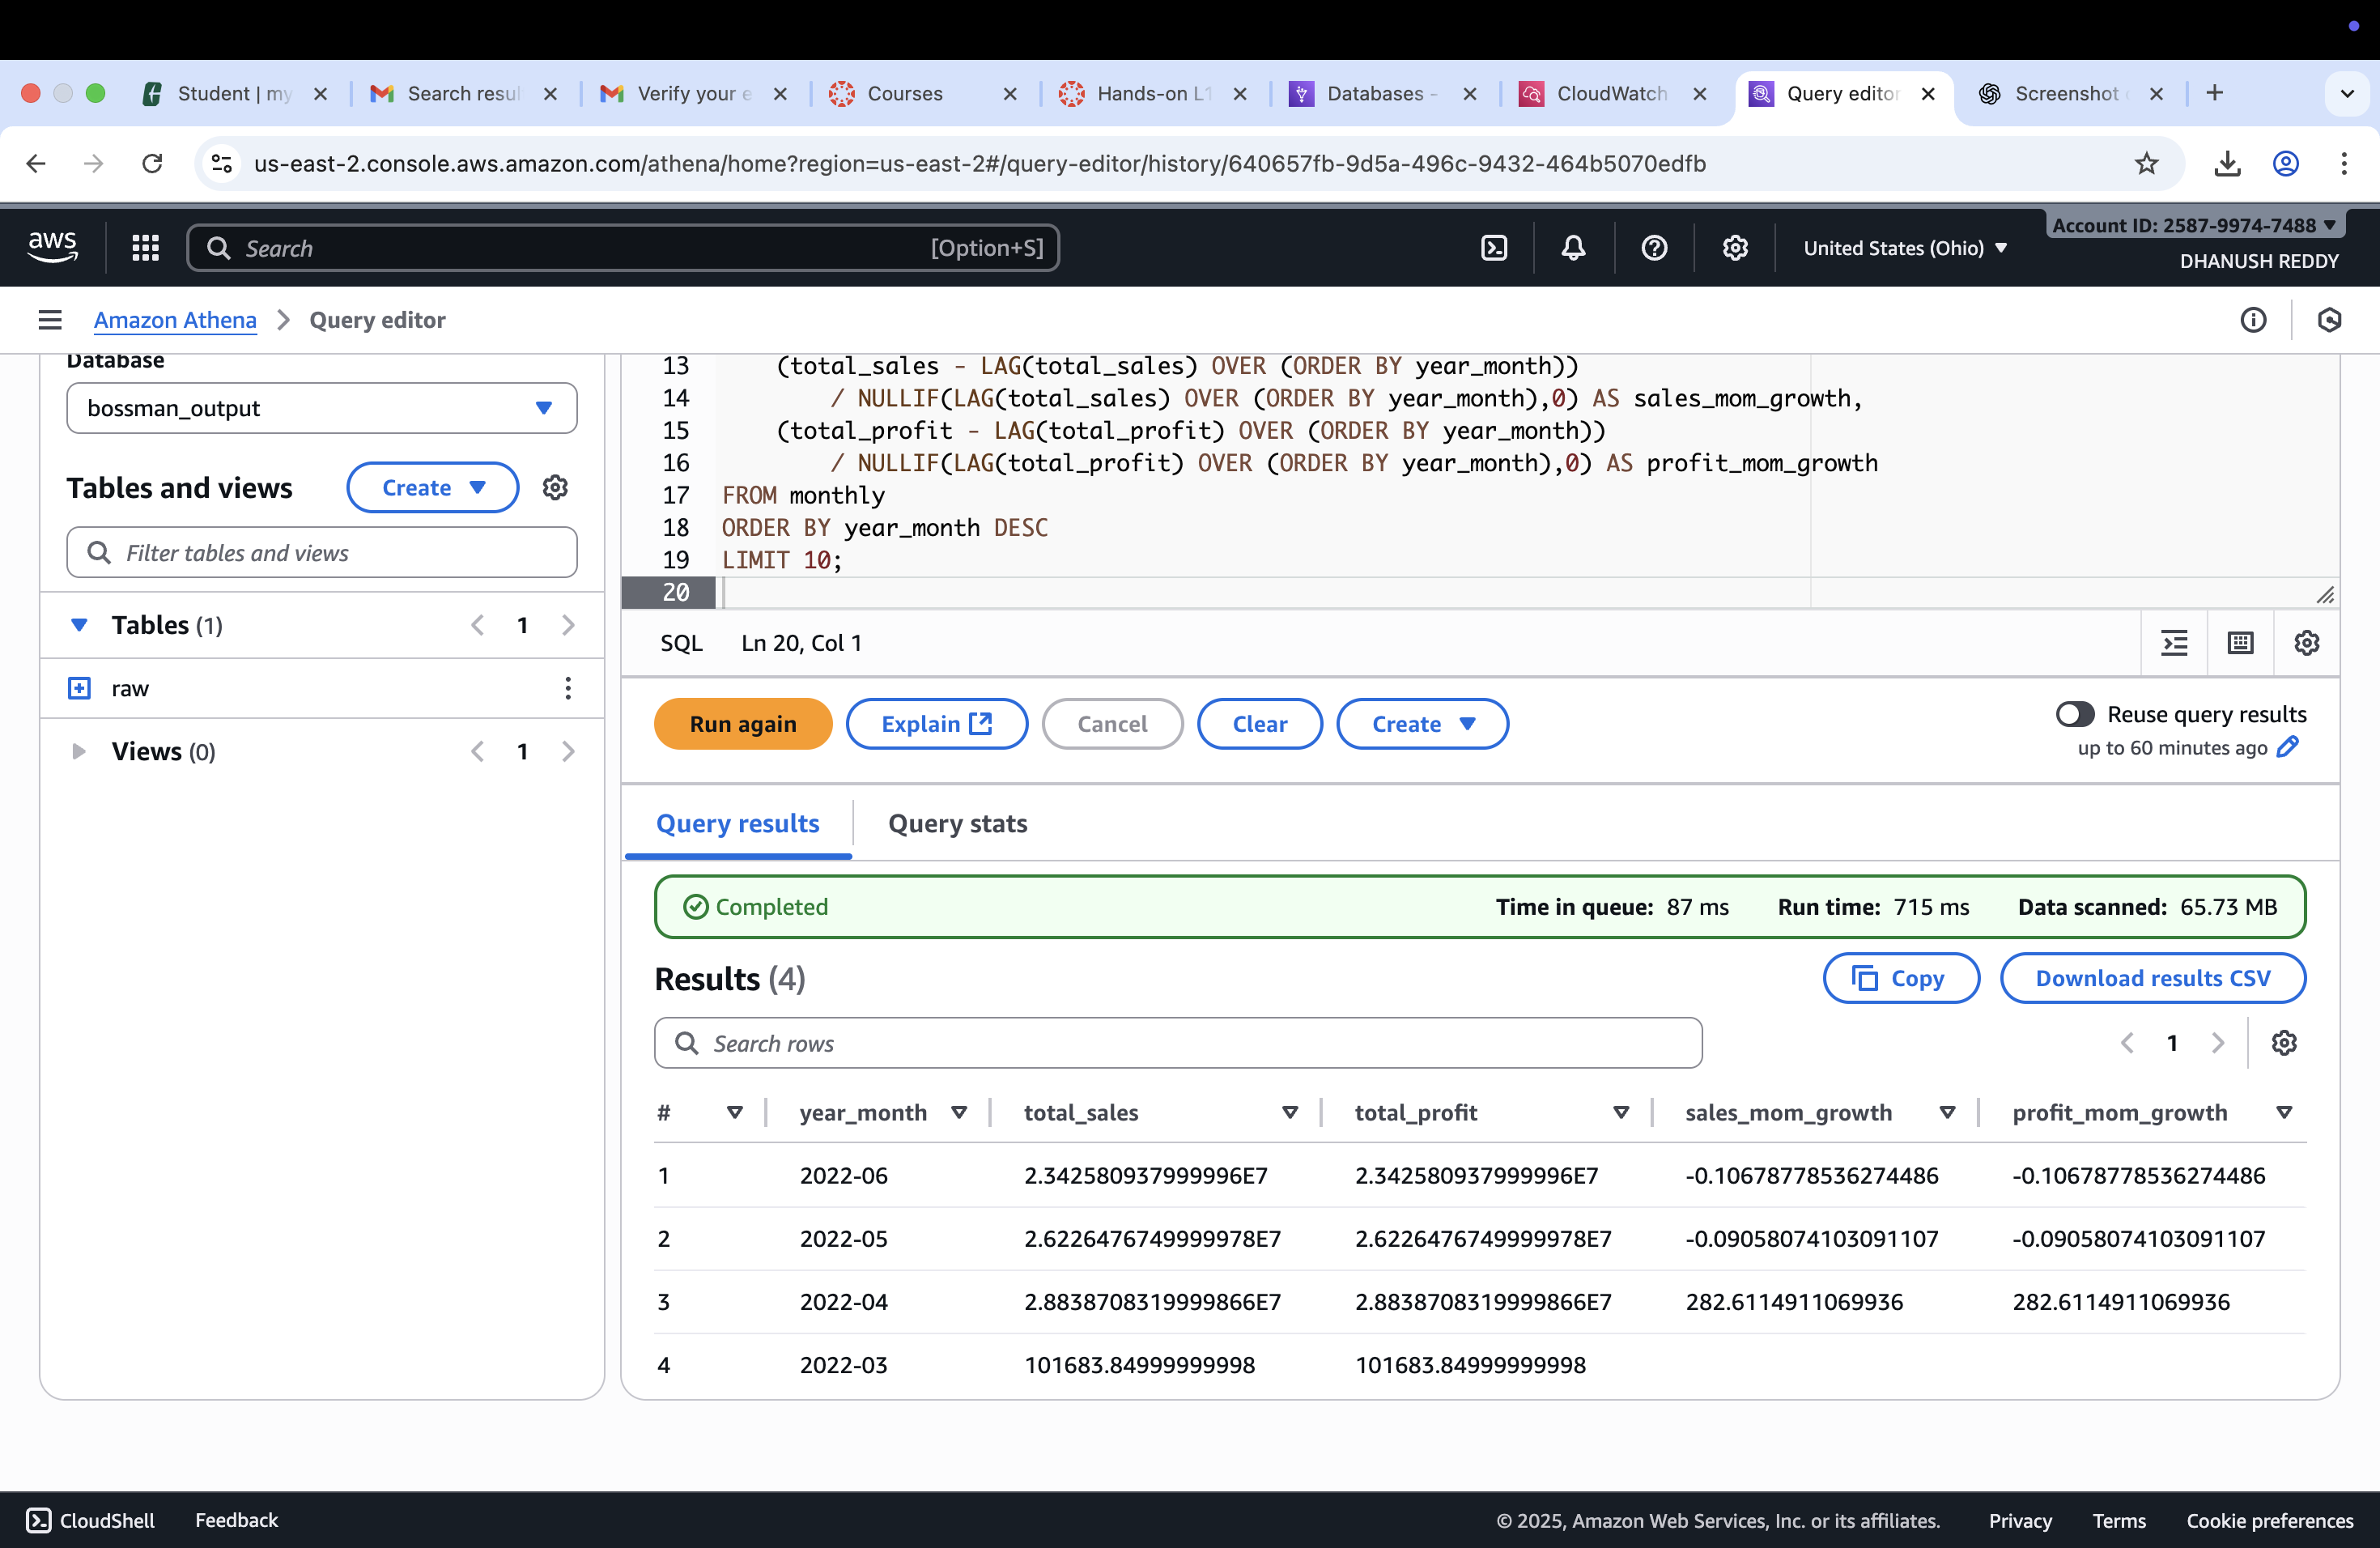 Student | my
Search resul
Verify your e
Courses
Hands-on L1
Databases -
CloudWatch
Query editor
Screenshot
us-east-2.console.aws.amazon.com/athena/home?region=us-east-2#/query-editor/history/640657fb-9d5a-496c-9432-464b5070edfb
aws
Search
[Option+S]
United States (Ohio)
Account ID: 2587-9974-7488
DHANUSH REDDY
Amazon Athena
Query editor
Database
bossman_output
Tables and views
Create
Filter tables and views
Tables (1)
1
raw
Views (0)
1
13 (total_sales - LAG(total_sales) OVER (ORDER BY year_month))
14 / NULLIF(LAG(total_sales) OVER (ORDER BY year_month),0) AS sales_mom_growth,
15 (total_profit - LAG(total_profit) OVER (ORDER BY year_month))
16 / NULLIF(LAG(total_profit) OVER (ORDER BY year_month),0) AS profit_mom_growth
17 FROM monthly
18 ORDER BY year_month DESC
19 LIMIT 10;
20
SQL Ln 20, Col 1
Run again
Explain
Cancel
Clear
Create
Reuse query results
up to 60 minutes ago
Query results
Query stats
Completed
Time in queue: 87 ms Run time: 715 ms Data scanned: 65.73 MB
Results (4)
Copy
Download results CSV
Search rows
1
# year_month total_sales total_profit sales_mom_growth profit_mom_growth
1 2022-06 2.342580937999996E7 2.342580937999996E7 -0.10678778536274486 -0.10678778536274486
2 2022-05 2.6226476749999978E7 2.6226476749999978E7 -0.09058074103091107 -0.09058074103091107
3 2022-04 2.8838708319999866E7 2.8838708319999866E7 282.6114911069936 282.6114911069936
4 2022-03 101683.84999999998 101683.84999999998
CloudShell
Feedback
© 2025, Amazon Web Services, Inc. or its affiliates.
Privacy
Terms
Cookie preferences